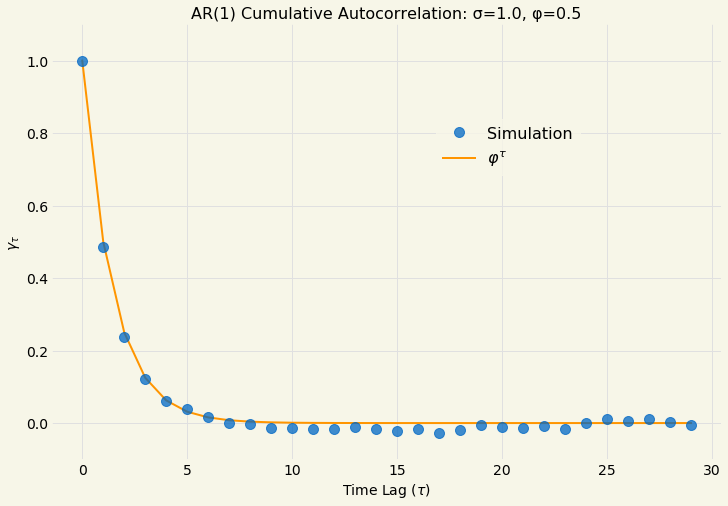 AR(1) Cumulative Autocorrelation: σ=1.0, φ=0.5
γτ
1.0
0.8
0.6
0.4
0.2
0.0
Simulation
φ^τ
0 5 10 15 20 25 30
Time Lag (τ)